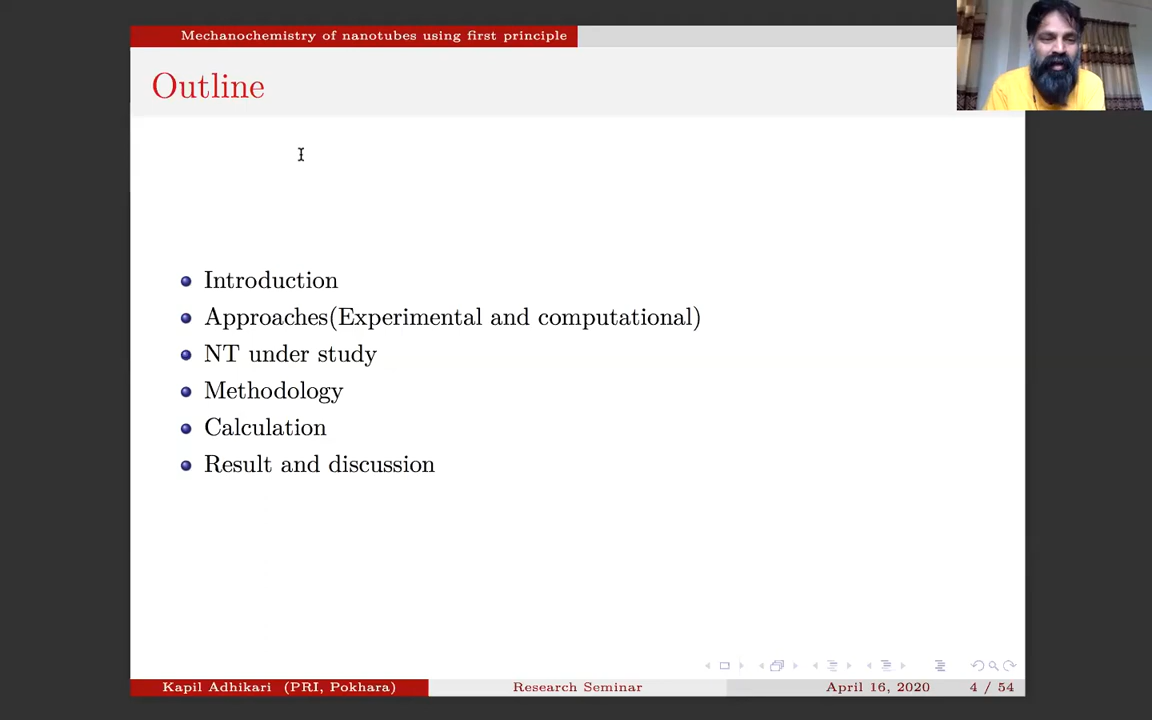 Mechanochemistry of nanotubes using first principle
Outline
Introduction
Approaches(Experimental and computational)
NT under study
Methodology
Calculation
Result and discussion
Kapil Adhikari (PRI, Pokhara) Research Seminar April 16, 2020 4 / 54